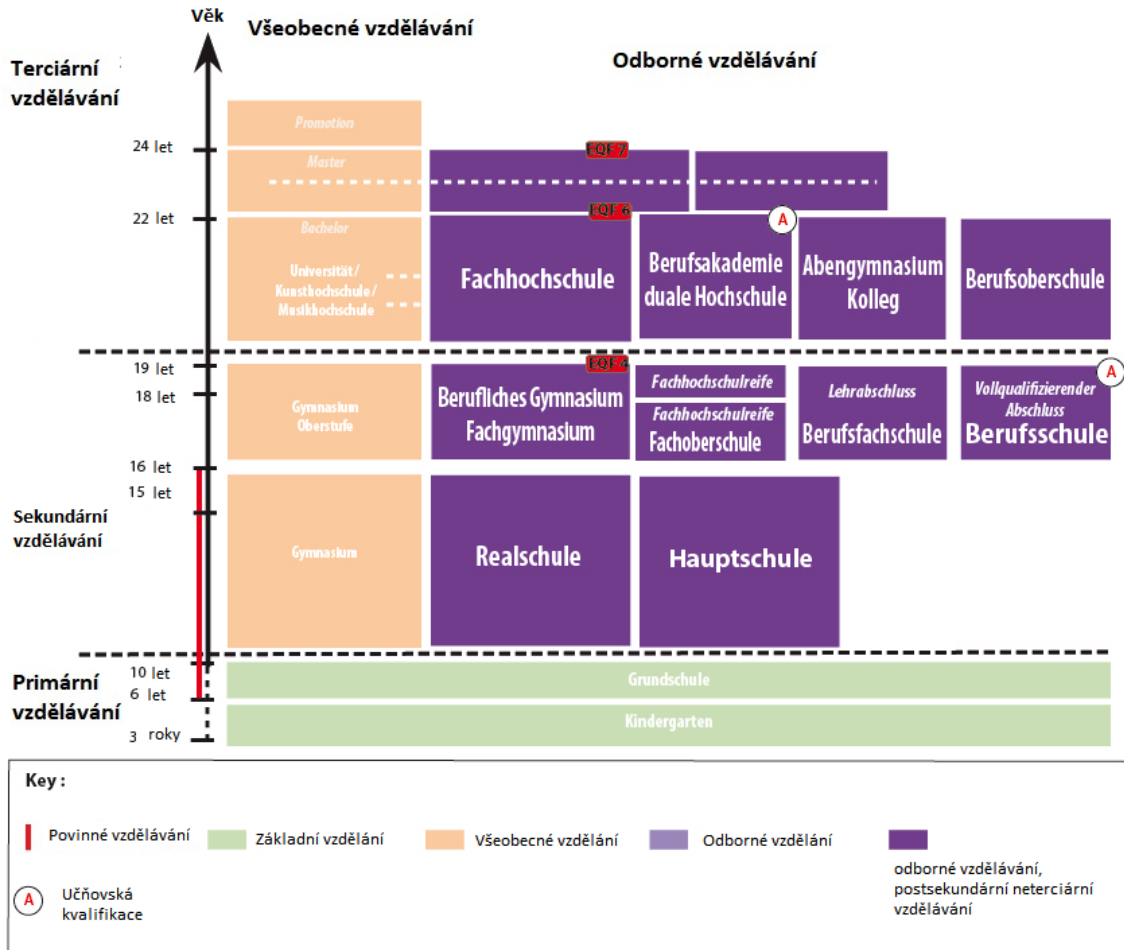 Věk
Všeobecné vzdělávání
Odborné vzdělávání
Terciární
vzdělávání
Promotion
24 let
Master
EQF 7
22 let
EQF 6
A
Bachelor
Universität/
Kunsthochschule/
Musikhochschule
Fachhochschule
Berufsakademie
duale Hochschule
Abengymnasium
Kolleg
Berufsoberschule
19 let
18 let
EQF 4
A
Gymnasium
Oberstufe
Berufliches Gymnasium
Fachgymnasium
Fachhochschulreife
Fachhochschulreife
Fachoberschule
Lehrabschluss
Berufsfachschule
Vollqualifizierender
Abschluss
Berufsschule
16 let
15 let
Sekundární
vzdělávání
Gymnasium
Realschule
Hauptschule
10 let
Primární
vzdělávání
6 let
3 roky
Grundschule
Kindergarten
Key :
Povinné vzdělávání
Základní vzdělání
Všeobecné vzdělání
Odborné vzdělání
odborné vzdělávání,
postsekundární neterciární
vzdělávání
A
Učňovská
kvalifikace